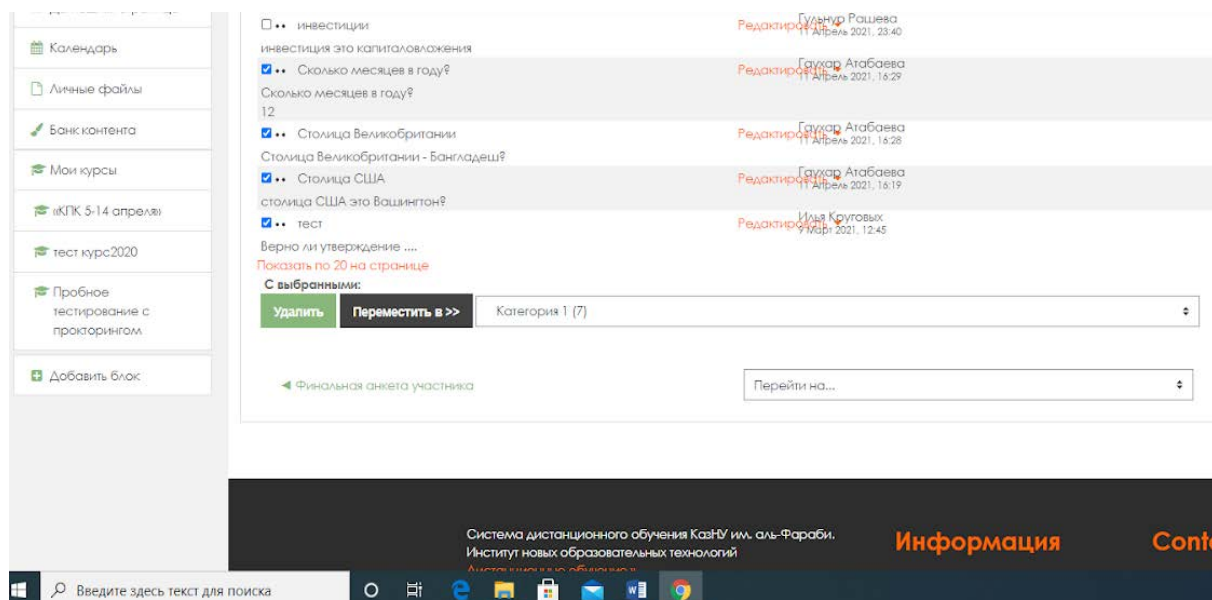 Календарь
Личные файлы
Банк контента
Мои курсы
«КПК 5-14 апреля»
тест курс2020
Пробное
тестирование с
прокторингом
Добавить блок
инвестиции Редактировать Гульнур Рашева
11 Апрель 2021, 23:40
инвестиция это капиталовложения
Сколько месяцев в году? Редактировать Гаухар Атабаева
11 Апрель 2021, 16:29
Сколько месяцев в году?
12
Столица Великобритании Редактировать Гаухар Атабаева
11 Апрель 2021, 16:28
Столица Великобритании - Бангладеш?
Столица США Редактировать Гаухар Атабаева
11 Апрель 2021, 16:19
столица США это Вашингтон?
тест Редактировать Илья Круговых
9 Март 2021, 12:45
Верно ли утверждение ....
Показать по 20 на странице
С выбранными:
Удалить Переместить в >> Категория 1 (7)
◄ Финальная анкета участника Перейти на...
Система дистанционного обучения КазНУ им. аль-Фараби.
Институт новых образовательных технологий
Информация
Введите здесь текст для поиска